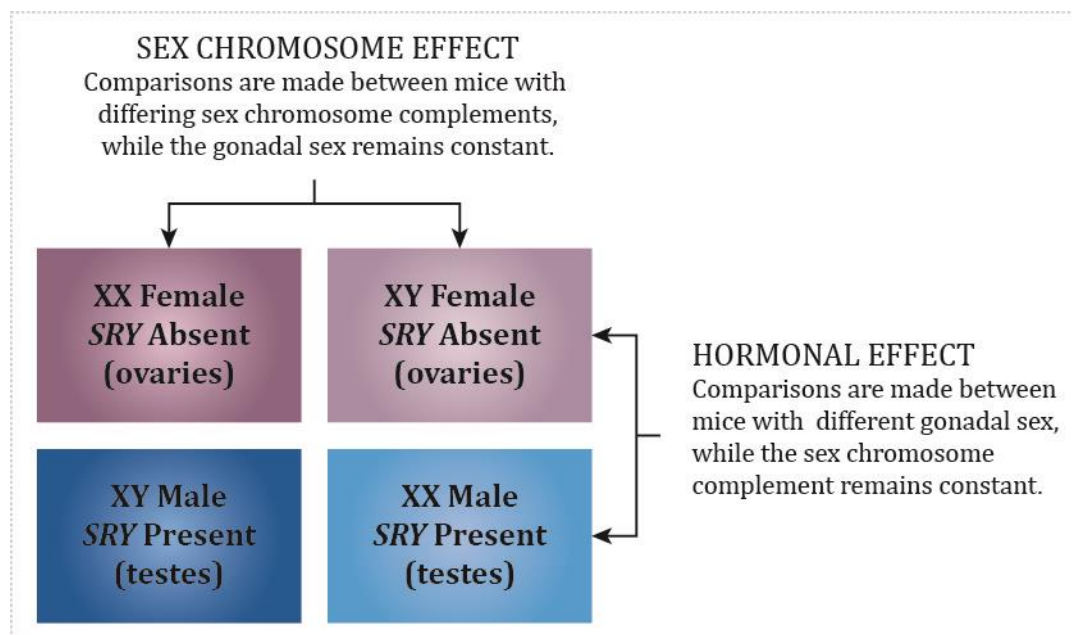 SEX CHROMOSOME EFFECT
Comparisons are made between mice with
differing sex chromosome complements,
while the gonadal sex remains constant.
XX Female
SRY Absent
(ovaries)
XY Female
SRY Absent
(ovaries)
HORMONAL EFFECT
Comparisons are made between
mice with different gonadal sex,
while the sex chromosome
complement remains constant.
XY Male
SRY Present
(testes)
XX Male
SRY Present
(testes)